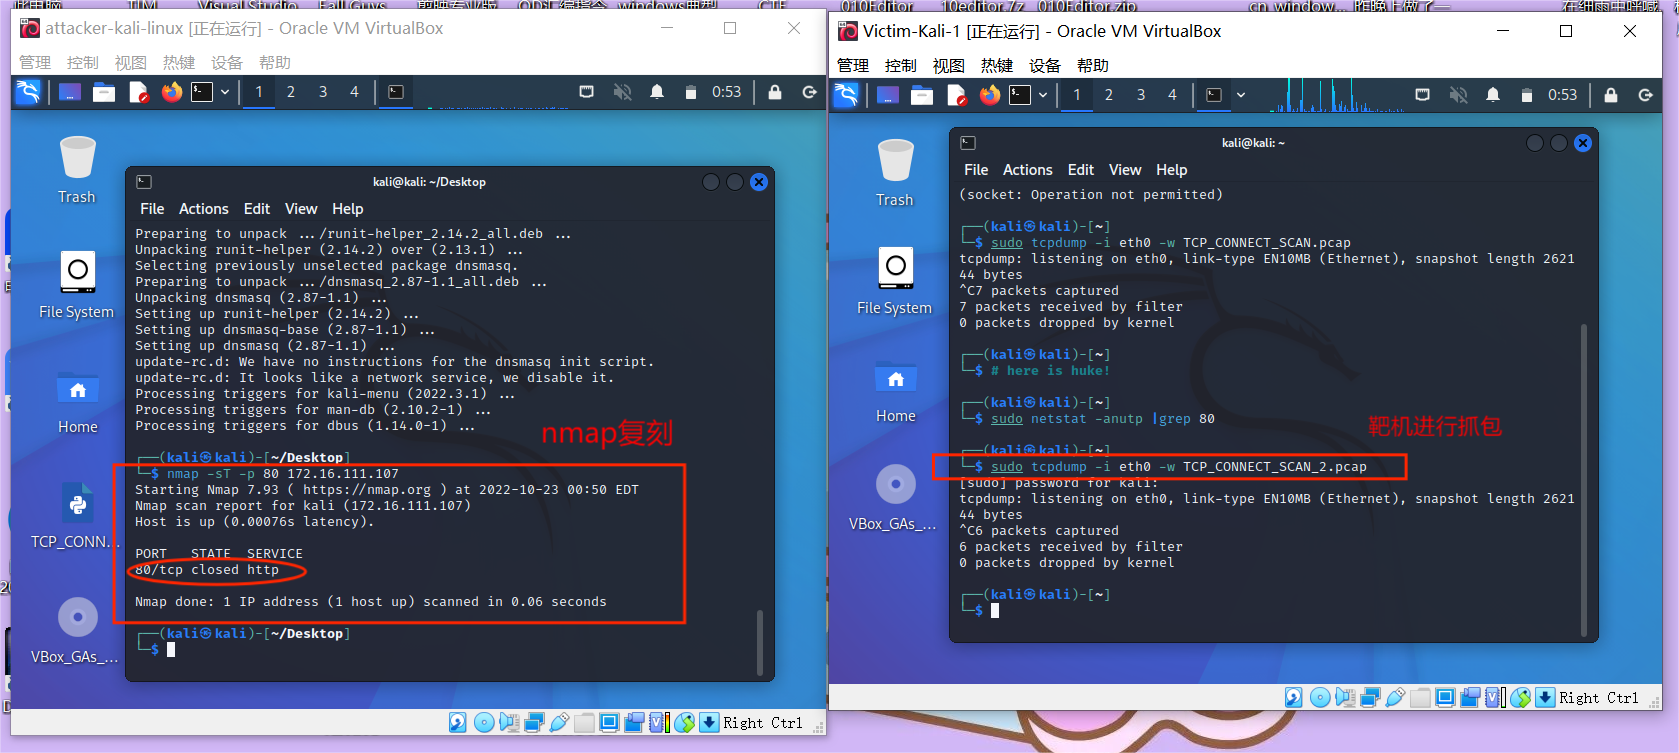 Visual Studio
Fall Guys
010Editor
10editor.7z
010Editor.zip
attacker-kali-linux [正在运行] - Oracle VM VirtualBox
管理 控制 视图 热键 设备 帮助
1 2 3 4
0:53
Trash
File System
Home
TCP_CONN...
VBox_GAs_...
kali@kali: ~/Desktop
File Actions Edit View Help
Preparing to unpack .../runit-helper_2.14.2_all.deb ...
Unpacking runit-helper (2.14.2) over (2.13.1) ...
Selecting previously unselected package dnsmasq.
Preparing to unpack .../dnsmasq_2.87-1.1_all.deb ...
Unpacking dnsmasq (2.87-1.1) ...
Setting up runit-helper (2.14.2) ...
Setting up dnsmasq-base (2.87-1.1) ...
Setting up dnsmasq (2.87-1.1) ...
update-rc.d: We have no instructions for the dnsmasq init script.
update-rc.d: It looks like a network service, we disable it.
Processing triggers for kali-menu (2022.3.1) ...
Processing triggers for man-db (2.10.2-1) ...
Processing triggers for dbus (1.14.0-1) ...
nmap复刻
┌──(kali㉿kali)-[~/Desktop]
└─$ nmap -sT -p 80 172.16.111.107
Starting Nmap 7.93 ( https://nmap.org ) at 2022-10-23 00:50 EDT
Nmap scan report for kali (172.16.111.107)
Host is up (0.00076s latency).
PORT STATE SERVICE
80/tcp closed http
Nmap done: 1 IP address (1 host up) scanned in 0.06 seconds
┌──(kali㉿kali)-[~/Desktop]
└─$
Right Ctrl
Victim-Kali-1 [正在运行] - Oracle VM VirtualBox
管理 控制 视图 热键 设备 帮助
1 2 3 4
0:53
Trash
File System
Home
VBox_GAs_...
kali@kali: ~
File Actions Edit View Help
(socket: Operation not permitted)
┌──(kali㉿kali)-[~]
└─$ sudo tcpdump -i eth0 -w TCP_CONNECT_SCAN.pcap
tcpdump: listening on eth0, link-type EN10MB (Ethernet), snapshot length 2621
44 bytes
^C7 packets captured
7 packets received by filter
0 packets dropped by kernel
┌──(kali㉿kali)-[~]
└─$ # here is huke!
┌──(kali㉿kali)-[~]
└─$ sudo netstat -anutp |grep 80
靶机进行抓包
┌──(kali㉿kali)-[~]
└─$ sudo tcpdump -i eth0 -w TCP_CONNECT_SCAN_2.pcap
[sudo] password for kali:
tcpdump: listening on eth0, link-type EN10MB (Ethernet), snapshot length 2621
44 bytes
^C6 packets captured
6 packets received by filter
0 packets dropped by kernel
┌──(kali㉿kali)-[~]
└─$
Right Ctrl